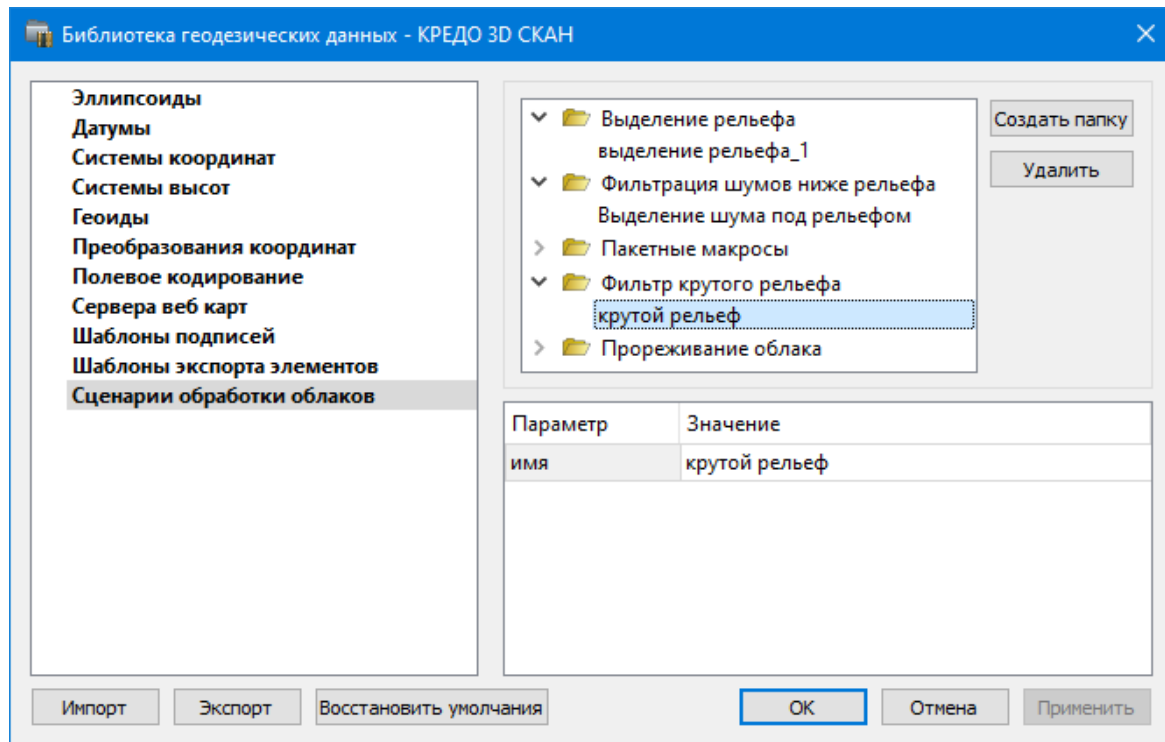 Библиотека геодезических данных - КРЕДО 3D СКАН
Эллипсоиды
Датумы
Системы координат
Системы высот
Геоиды
Преобразования координат
Полевое кодирование
Сервера веб карт
Шаблоны подписей
Шаблоны экспорта элементов
Сценарии обработки облаков
Выделение рельефа
выделение рельефа_1
Фильтрация шумов ниже рельефа
Выделение шума под рельефом
Пакетные макросы
Фильтр крутого рельефа
крутой рельеф
Прореживание облака
Создать папку
Удалить
Параметр Значение
имя крутой рельеф
Импорт Экспорт Восстановить умолчания OK Отмена Применить